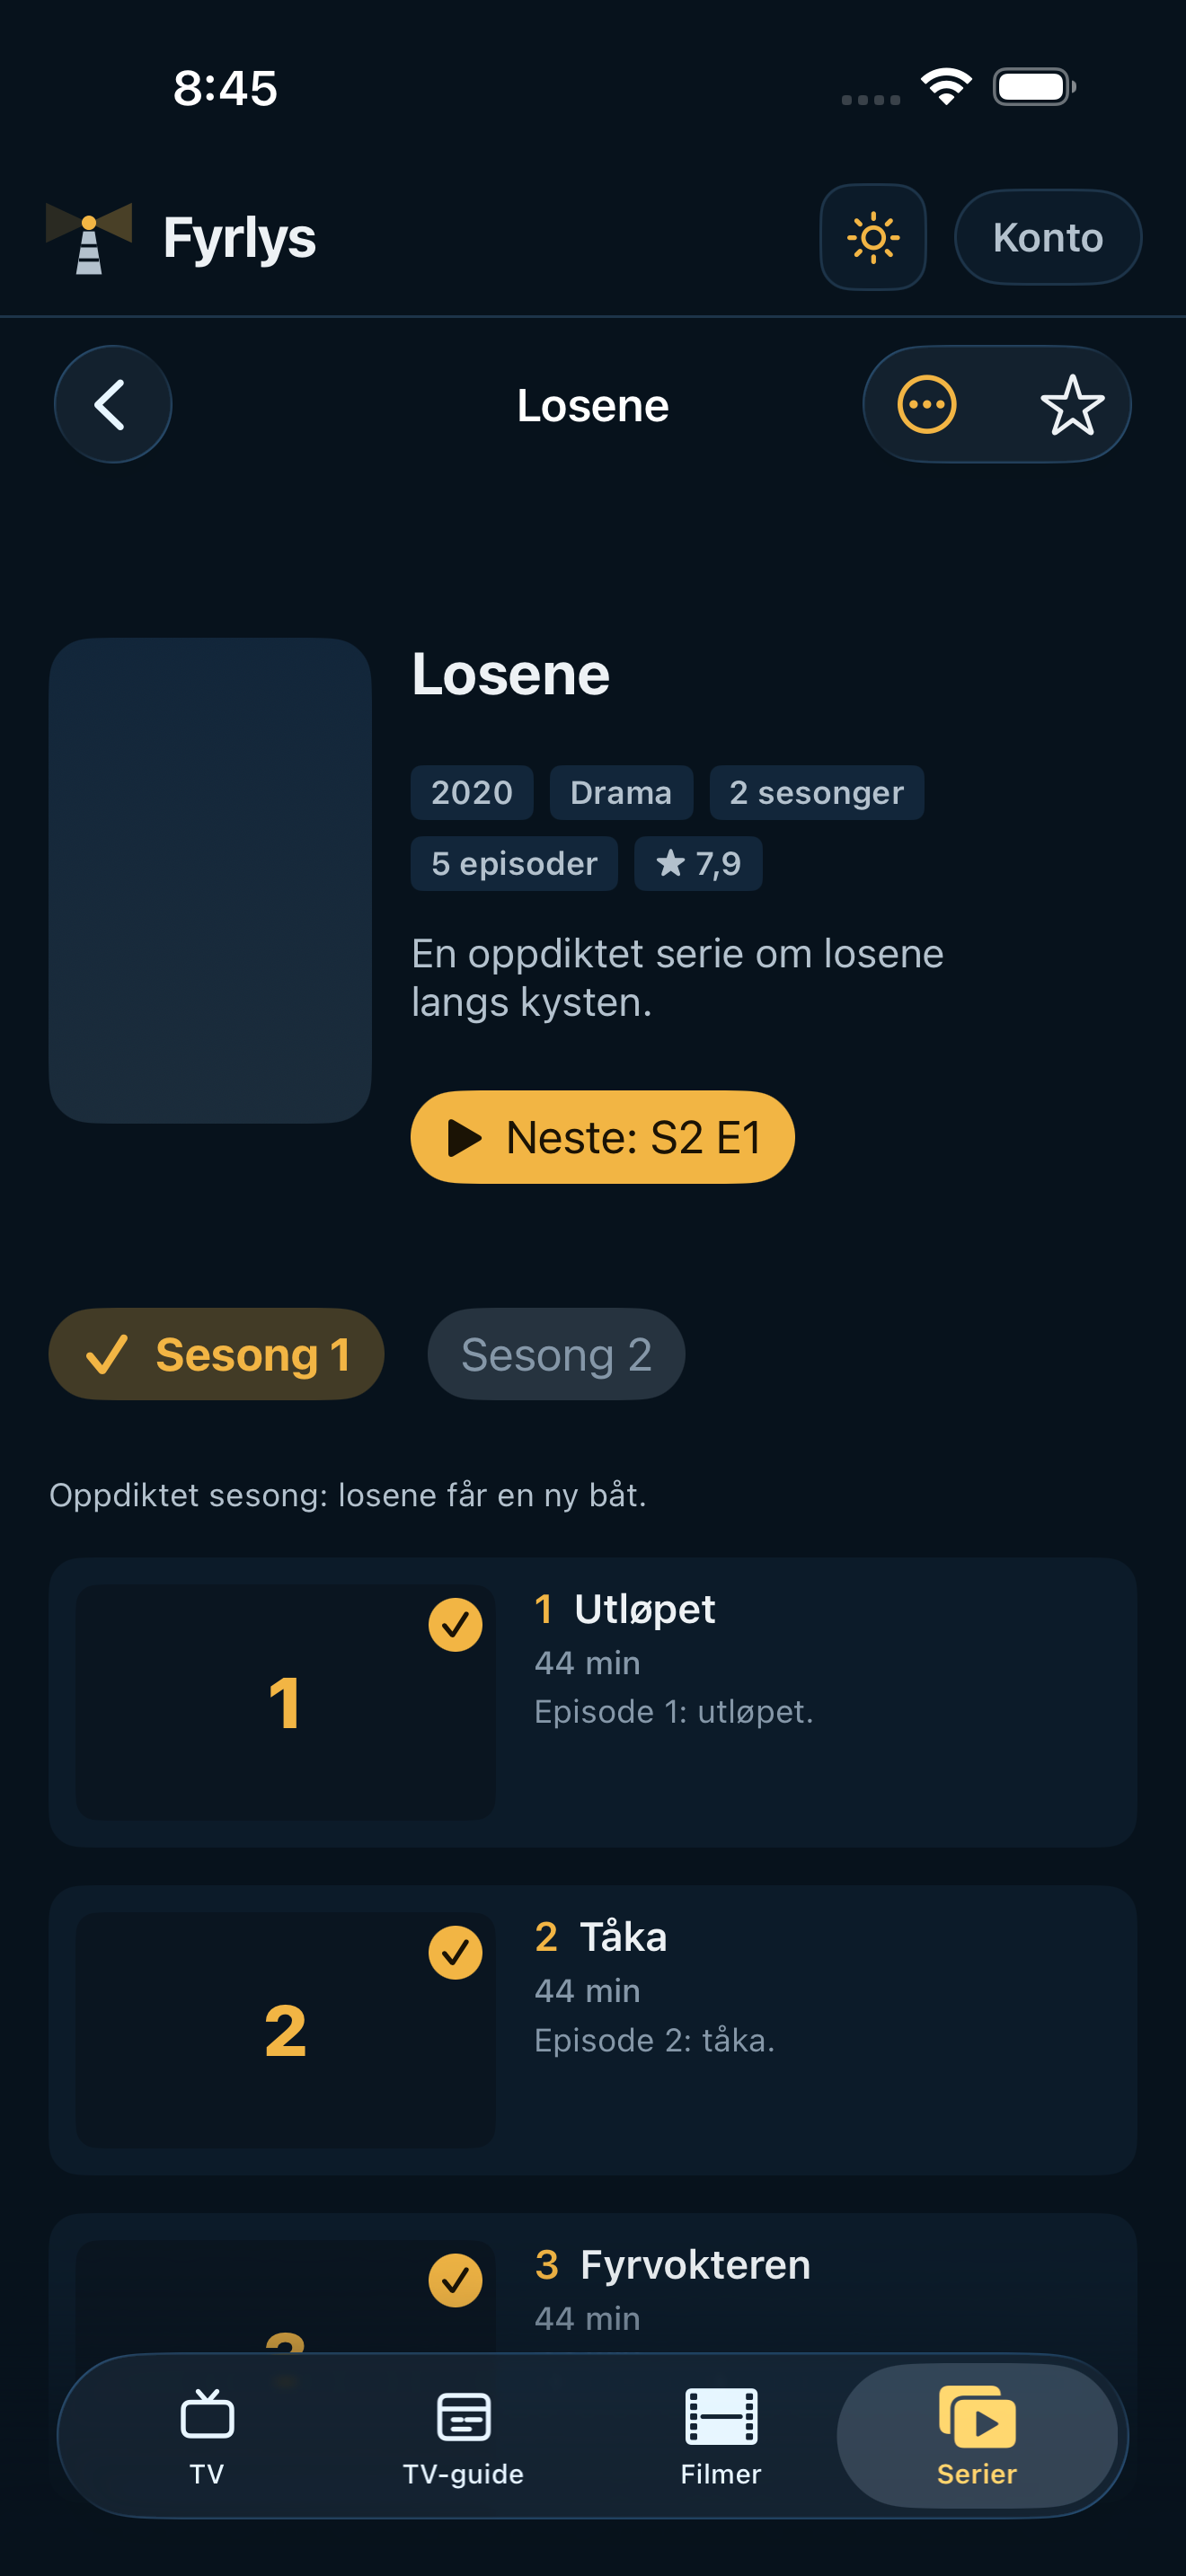 8:45
Fyrlys
Konto
Losene
Losene
2020 Drama 2 sesonger
5 episoder ★ 7,9
En oppdiktet serie om losene
langs kysten.
Neste: S2 E1
Sesong 1 Sesong 2
Oppdiktet sesong: losene får en ny båt.
1
1 Utløpet
44 min
Episode 1: utløpet.
2
2 Tåka
44 min
Episode 2: tåka.
3 Fyrvokteren
44 min
TV TV-guide Filmer Serier